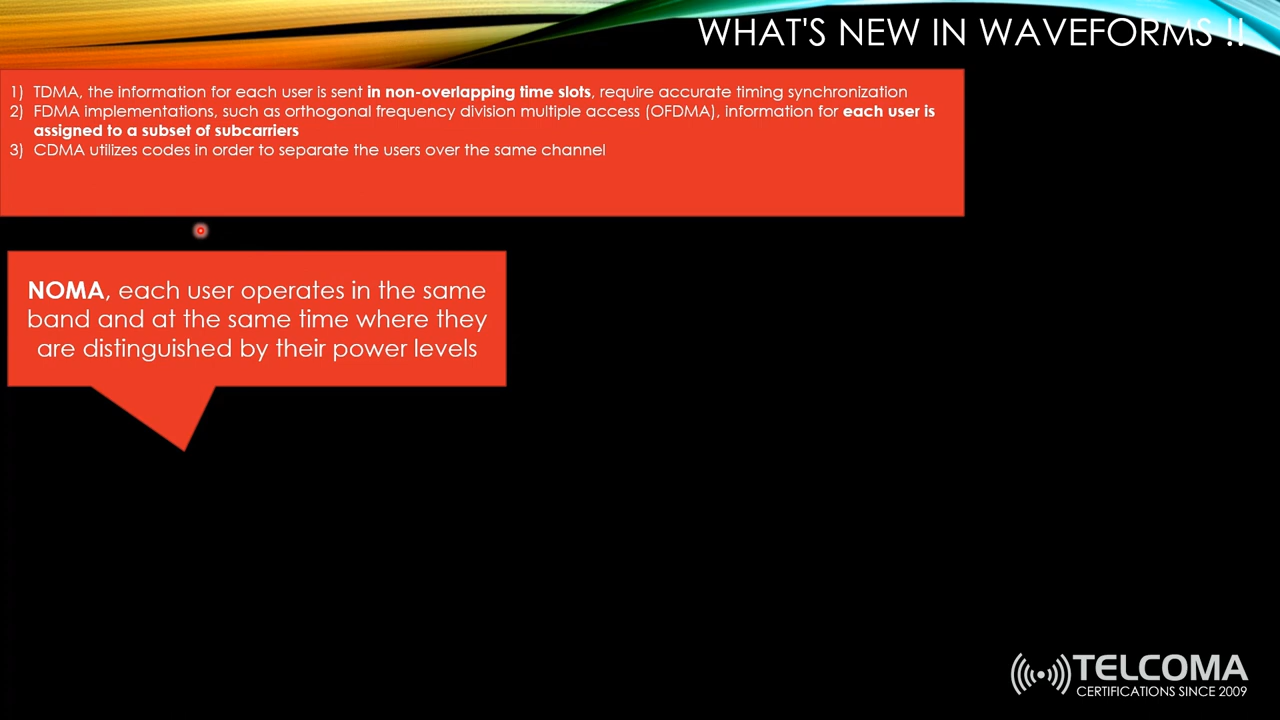 WHAT'S NEW IN WAVEFORMS !!
1) TDMA, the information for each user is sent in non-overlapping time slots, require accurate timing synchronization
2) FDMA implementations, such as orthogonal frequency division multiple access (OFDMA), information for each user is
assigned to a subset of subcarriers
3) CDMA utilizes codes in order to separate the users over the same channel
NOMA, each user operates in the same
band and at the same time where they
are distinguished by their power levels
TELCOMA
CERTIFICATIONS SINCE 2009